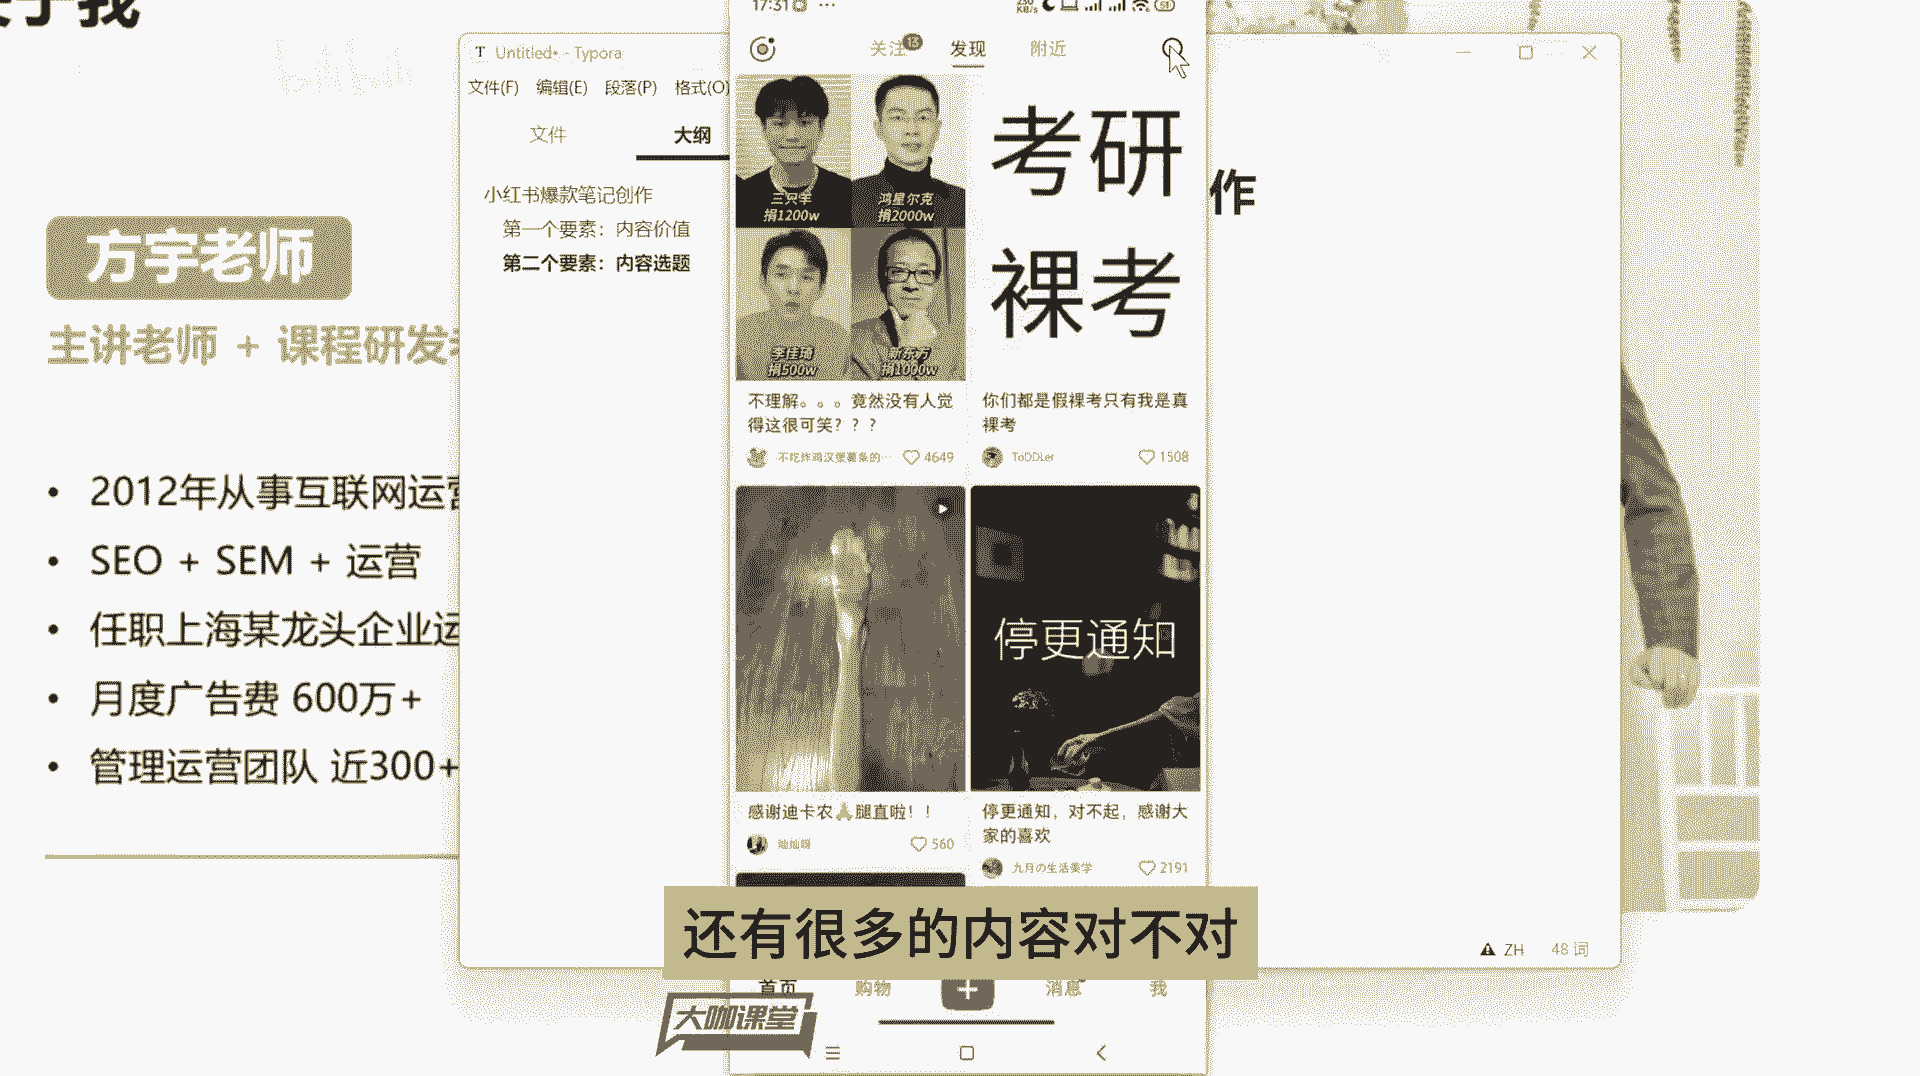 于我
方宇老师
主讲老师 + 课程研发
2012年从事互联网运营
SEO + SEM + 运营
任职上海某龙头企业运
月度广告费 600万+
管理运营团队 近300+
Untitled• - Typora
文件(F) 编辑(E) 段落(P) 格式(O)
文件 大纲
小红书爆款笔记创作
第一个要素：内容价值
第二个要素：内容选题
作
ZH 48 词
17:31
关注 13 发现 附近
三只羊
捐1200w
鸿星尔克
捐2000w
李佳琦
捐500w
新东方
捐1000w
不理解。。。竟然没有人觉
得这很可笑？？？
不吃炸鸡汉堡薯条的… 4649
考研
裸考
你们都是假裸考只有我是真
裸考
ToDDLer 1508
感谢迪卡农🙏腿直啦！！
560
停更通知
停更通知，对不起，感谢大
家的喜欢
九月の生活美学 2191
还有很多的内容对不对
首页 购物 消息 我
大咖课堂